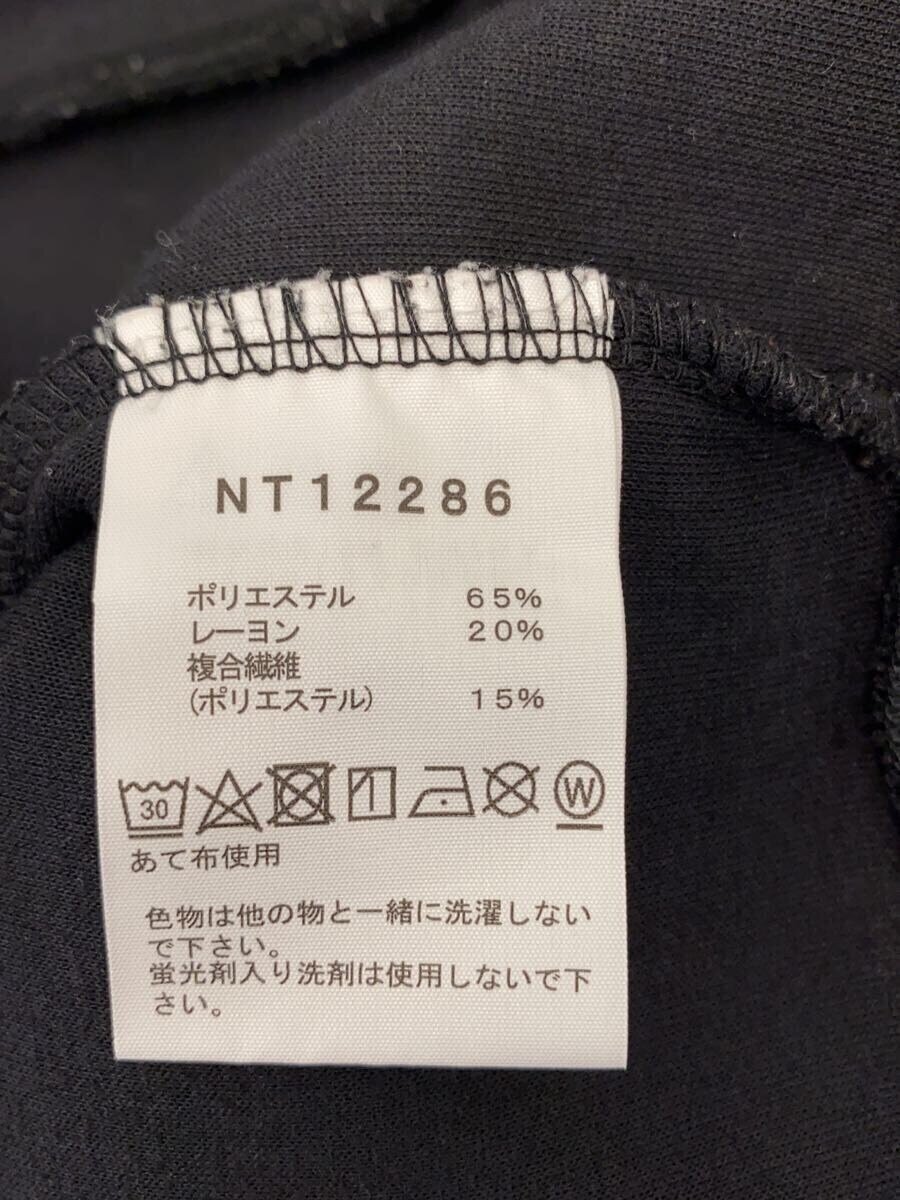 NT12286
ポリエステル 65%
レーヨン 20%
複合繊維
(ポリエステル) 15%
30 W
あて布使用
色物は他の物と一緒に洗濯しない
で下さい。
蛍光剤入り洗剤は使用しないで下
さい。